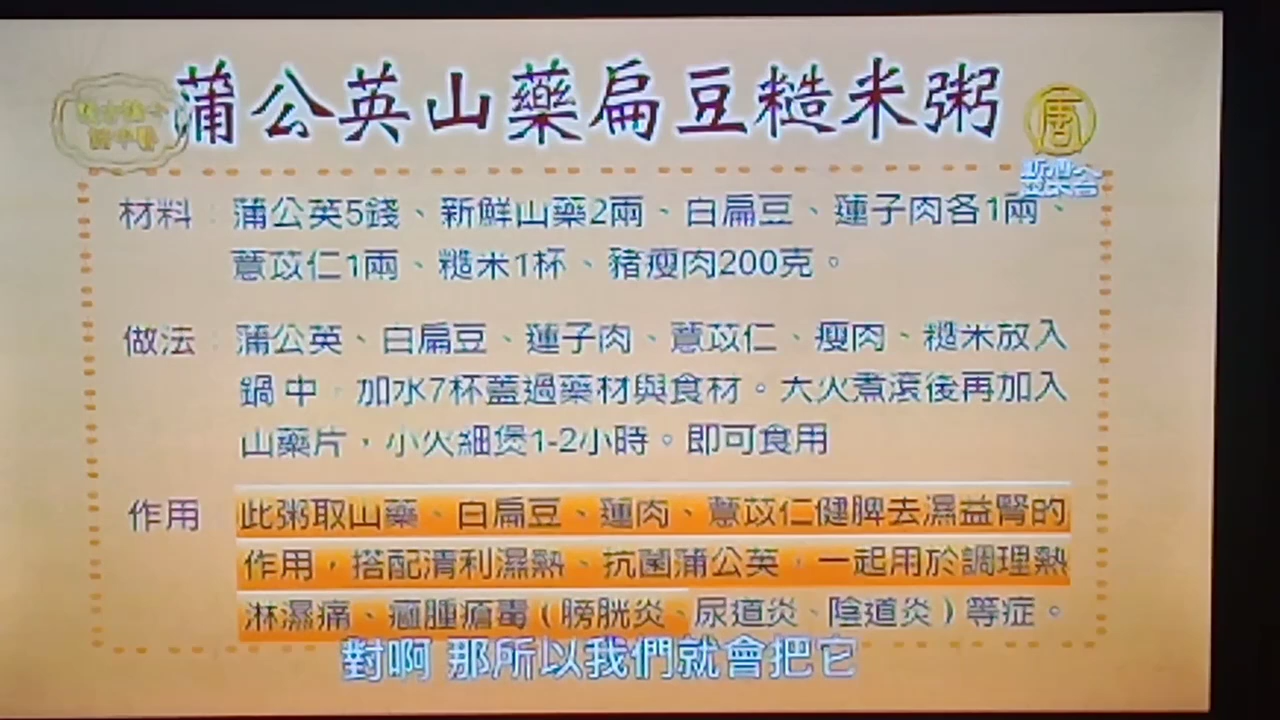 蒲公英山藥扁豆糙米粥
唐
材料：蒲公英5錢、新鮮山藥2兩、白扁豆、蓮子肉各1兩、
薏苡仁1兩、糙米1杯、豬瘦肉200克。
做法：蒲公英、白扁豆、蓮子肉、薏苡仁、瘦肉、糙米放入
鍋中，加水7杯蓋過藥材與食材。大火煮滾後再加入
山藥片，小火細煲1-2小時。即可食用
作用 此粥取山藥、白扁豆、蓮肉、薏苡仁健脾去濕益腎的
作用，搭配清利濕熱、抗菌蒲公英，一起用於調理熱
淋濕痛、癰腫瘡毒（膀胱炎、尿道炎、陰道炎）等症。
對啊 那所以我們就會把它